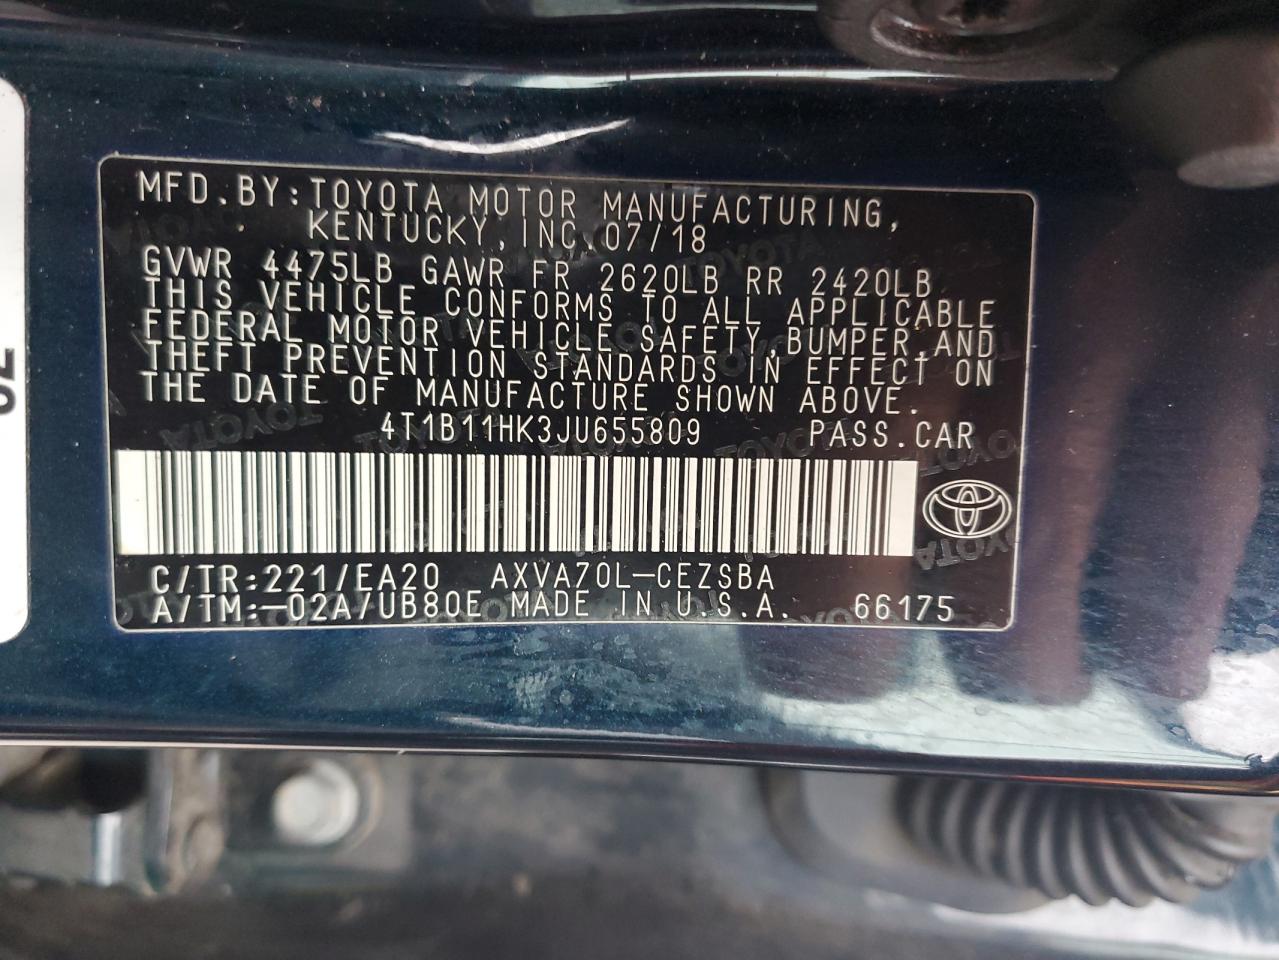 MFD.BY:TOYOTA MOTOR MANUFACTURING,
KENTUCKY,INC.07/18
GVWR 4475LB GAWR FR 2620LB RR 2420LB
THIS VEHICLE CONFORMS TO ALL APPLICABLE
FEDERAL MOTOR VEHICLE SAFETY,BUMPER,AND
THEFT PREVENTION STANDARDS IN EFFECT ON
THE DATE OF MANUFACTURE SHOWN ABOVE.
4T1B11HK3JU655809 PASS.CAR
C/TR:221/EA20 AXVA70L-CEZSBA
A/TM:-02A/UB80E MADE IN U.S.A. 66175